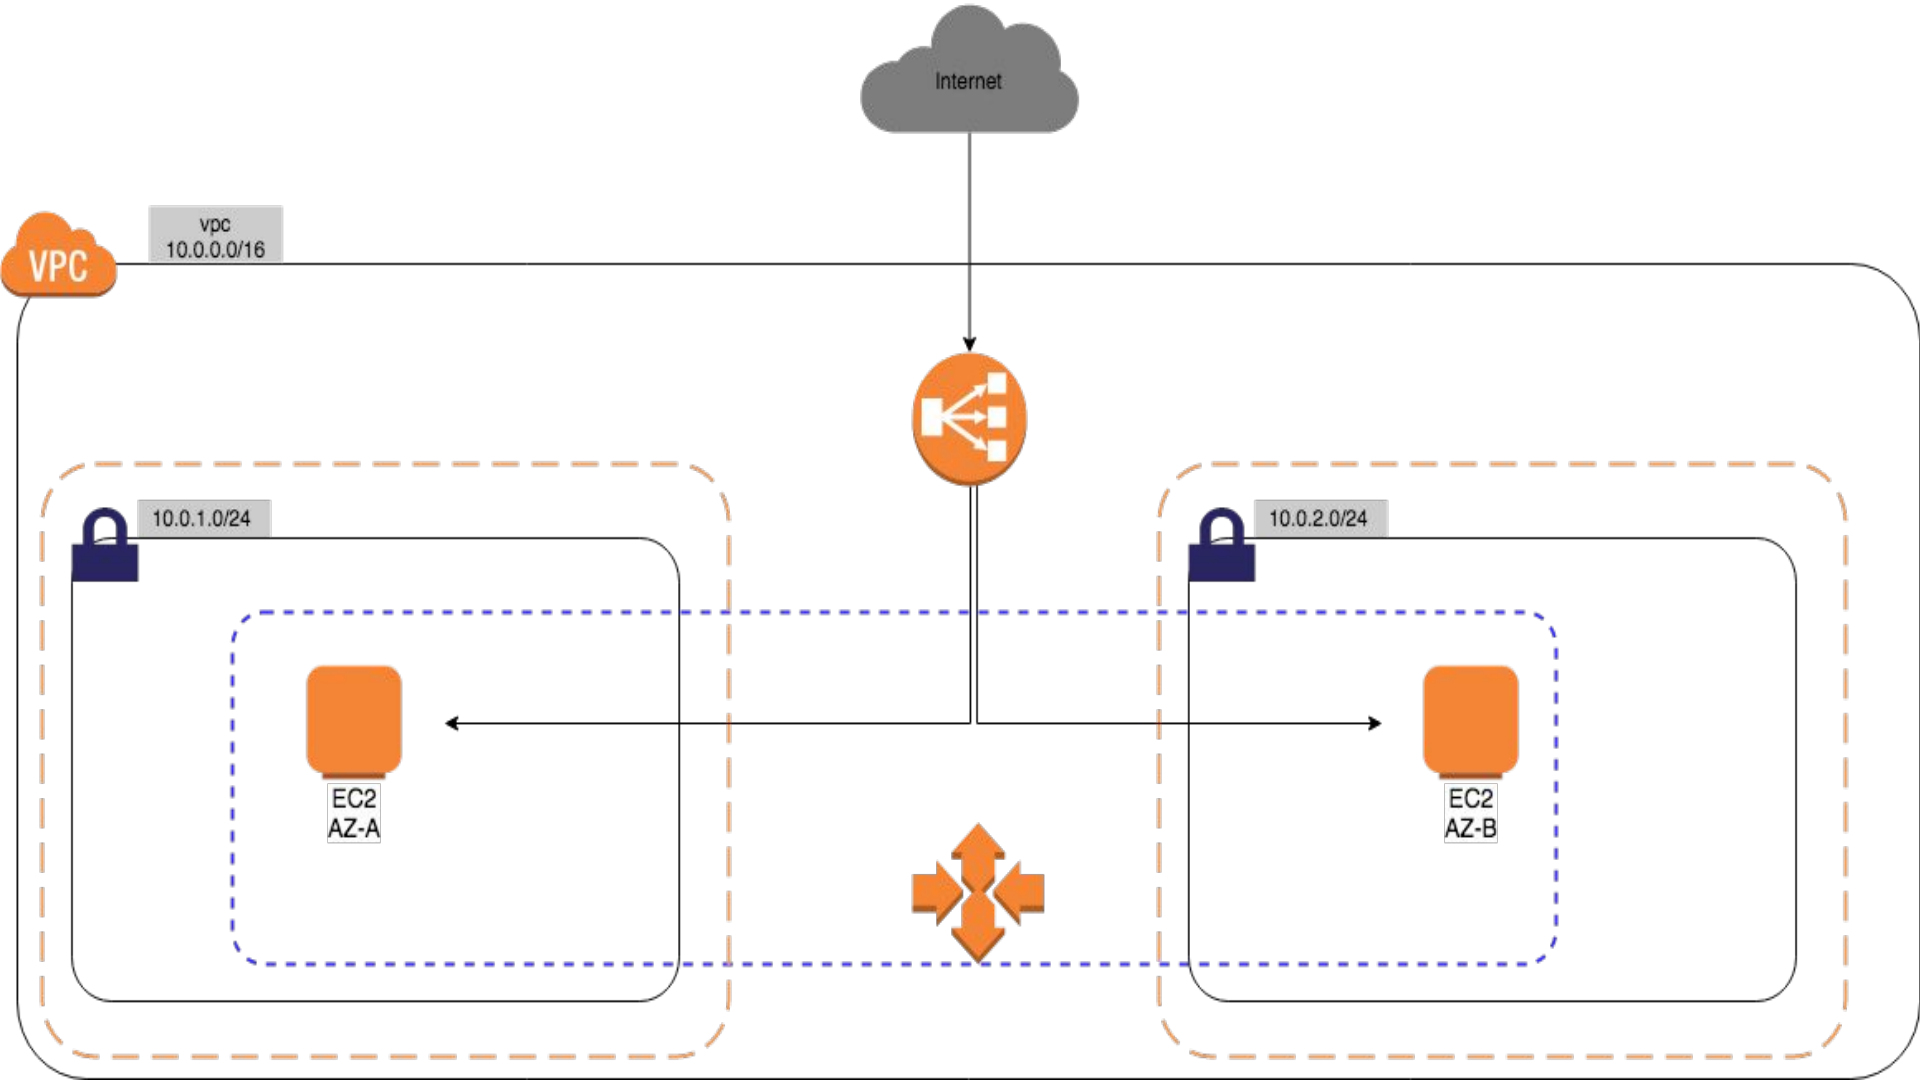 Internet
vpc
10.0.0.0/16
VPC
10.0.1.0/24
10.0.2.0/24
EC2
AZ-A
EC2
AZ-B